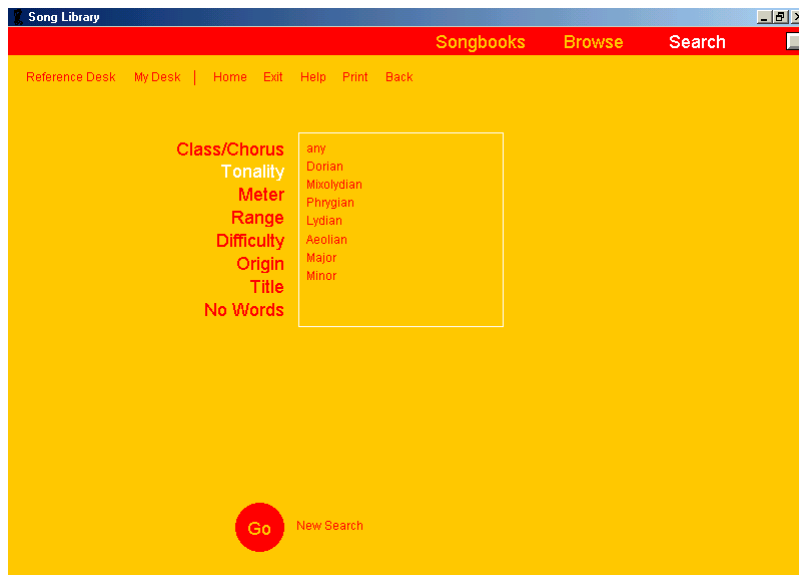 Song Library
Songbooks Browse Search
Reference Desk My Desk | Home Exit Help Print Back
Class/Chorus
Tonality
Meter
Range
Difficulty
Origin
Title
No Words
any
Dorian
Mixolydian
Phrygian
Lydian
Aeolian
Major
Minor
Go New Search